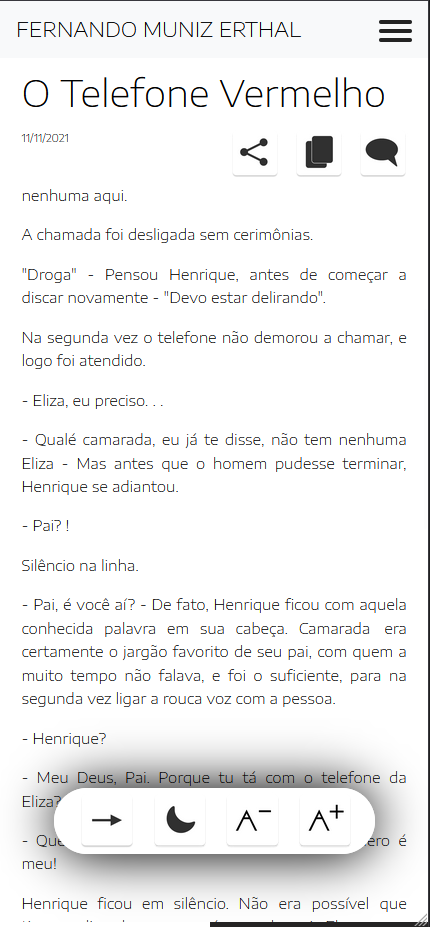 FERNANDO MUNIZ ERTHAL
O Telefone Vermelho
11/11/2021
nenhuma aqui.
A chamada foi desligada sem cerimônias.
"Droga" - Pensou Henrique, antes de começar a
discar novamente - "Devo estar delirando".
Na segunda vez o telefone não demorou a chamar, e
logo foi atendido.
- Eliza, eu preciso. . .
- Qualé camarada, eu já te disse, não tem nenhuma
Eliza - Mas antes que o homem pudesse terminar,
Henrique se adiantou.
- Pai? !
Silêncio na linha.
- Pai, é você aí? - De fato, Henrique ficou com aquela
conhecida palavra em sua cabeça. Camarada era
certamente o jargão favorito de seu pai, com quem a
muito tempo não falava, e foi o suficiente, para na
segunda vez ligar a rouca voz com a pessoa.
- Henrique?
- Meu Deus, Pai. Porque tu tá com o telefone da
Eliza?
é
meu!
A- A+
Henrique ficou em silêncio. Não era possível que